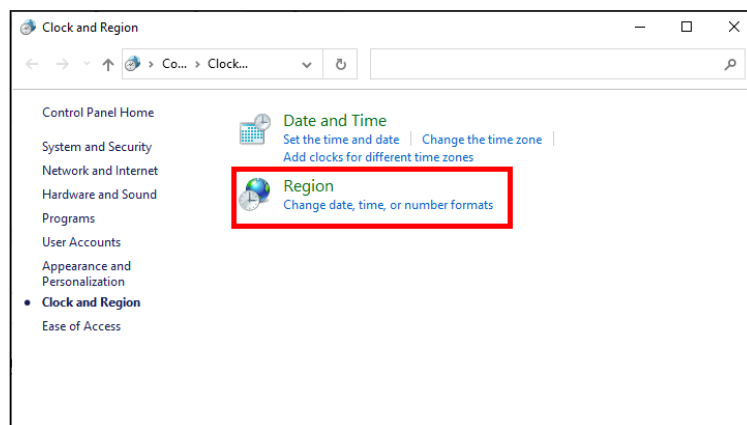 Clock and Region
Co... > Clock...
Control Panel Home
System and Security
Network and Internet
Hardware and Sound
Programs
User Accounts
Appearance and
Personalization
Clock and Region
Ease of Access
Date and Time
Set the time and date | Change the time zone |
Add clocks for different time zones
Region
Change date, time, or number formats